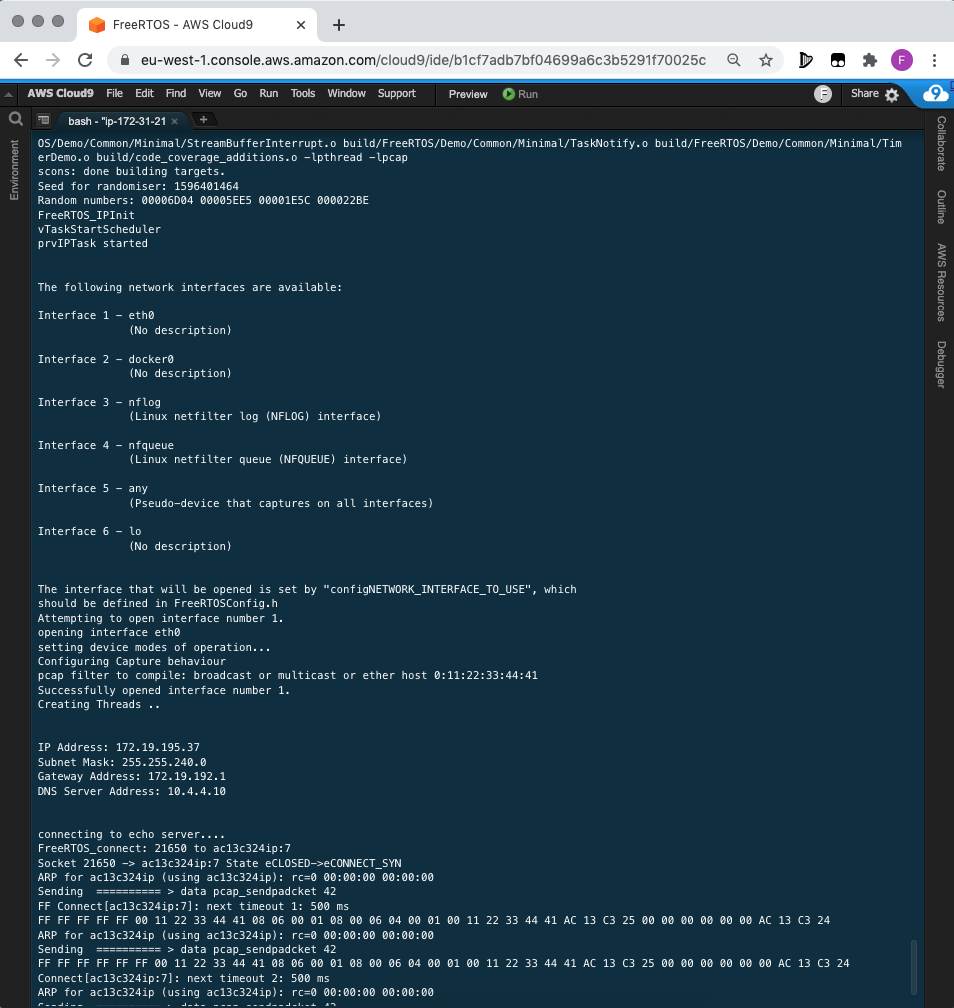 FreeRTOS - AWS Cloud9
eu-west-1.console.aws.amazon.com/cloud9/ide/b1cf7adb7bf04699a6c3b5291f70025c
F
AWS Cloud9 File Edit Find View Go Run Tools Window Support Preview Run F Share 9
bash - "ip-172-31-21
Environment
Collaborate
Outline
AWS Resources
Debugger
OS/Demo/Common/Minimal/StreamBufferInterrupt.o build/FreeRTOS/Demo/Common/Minimal/TaskNotify.o build/FreeRTOS/Demo/Common/Minimal/Tim
erDemo.o build/code_coverage_additions.o -lpthread -lpcap
scons: done building targets.
Seed for randomiser: 1596401464
Random numbers: 00006D04 00005EE5 00001E5C 000022BE
FreeRTOS_IPInit
vTaskStartScheduler
prvIPTask started
The following network interfaces are available:
Interface 1 - eth0
(No description)
Interface 2 - docker0
(No description)
Interface 3 - nflog
(Linux netfilter log (NFLOG) interface)
Interface 4 - nfqueue
(Linux netfilter queue (NFQUEUE) interface)
Interface 5 - any
(Pseudo-device that captures on all interfaces)
Interface 6 - lo
(No description)
The interface that will be opened is set by "configNETWORK_INTERFACE_TO_USE", which
should be defined in FreeRTOSConfig.h
Attempting to open interface number 1.
opening interface eth0
setting device modes of operation...
Configuring Capture behaviour
pcap filter to compile: broadcast or multicast or ether host 0:11:22:33:44:41
Successfully opened interface number 1.
Creating Threads ..
IP Address: 172.19.195.37
Subnet Mask: 255.255.240.0
Gateway Address: 172.19.192.1
DNS Server Address: 10.4.4.10
connecting to echo server....
FreeRTOS_connect: 21650 to ac13c324ip:7
Socket 21650 -> ac13c324ip:7 State eCLOSED->eCONNECT_SYN
ARP for ac13c324ip (using ac13c324ip): rc=0 00:00:00 00:00:00
Sending ========== > data pcap_sendpadcket 42
FF Connect[ac13c324ip:7]: next timeout 1: 500 ms
FF FF FF FF FF 00 11 22 33 44 41 08 06 00 01 08 00 06 04 00 01 00 11 22 33 44 41 AC 13 C3 25 00 00 00 00 00 00 AC 13 C3 24
ARP for ac13c324ip (using ac13c324ip): rc=0 00:00:00 00:00:00
Sending ========== > data pcap_sendpadcket 42
FF FF FF FF FF FF 00 11 22 33 44 41 08 06 00 01 08 00 06 04 00 01 00 11 22 33 44 41 AC 13 C3 25 00 00 00 00 00 00 AC 13 C3 24
Connect[ac13c324ip:7]: next timeout 2: 500 ms
ARP for ac13c324ip (using ac13c324ip): rc=0 00:00:00 00:00:00